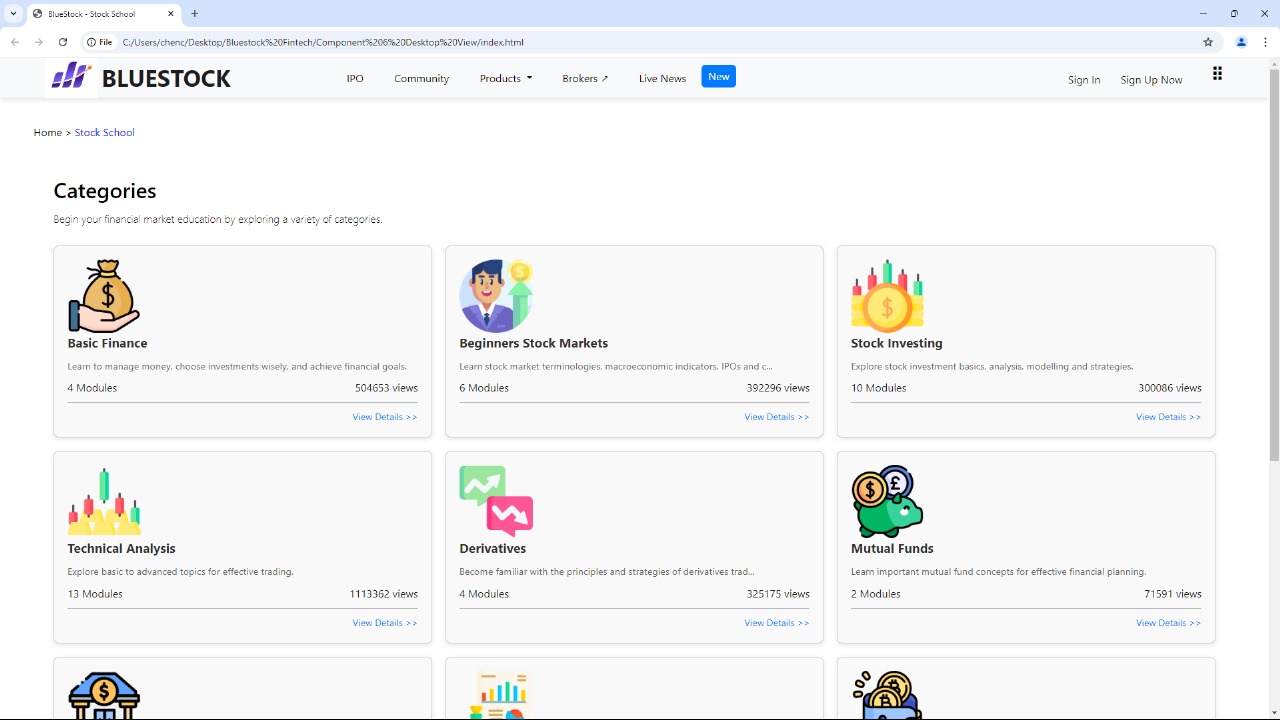 BlueStock - Stock School
File C:/Users/chenc/Desktop/Bluestock%20Fintech/Component%206%20Desktop%20View/index.html
BLUESTOCK IPO Community Products Brokers ↗ Live News New Sign In Sign Up Now
Home > Stock School
Categories
Begin your financial market education by exploring a variety of categories.
Basic Finance
Learn to manage money, choose investments wisely, and achieve financial goals.
4 Modules 504653 views
View Details >>
Beginners Stock Markets
Learn stock market terminologies, macroeconomic indicators, IPOs and c...
6 Modules 392296 views
View Details >>
Stock Investing
Explore stock investment basics, analysis, modelling and strategies.
10 Modules 300086 views
View Details >>
Technical Analysis
Explore basic to advanced topics for effective trading.
13 Modules 1113362 views
View Details >>
Derivatives
Become familiar with the principles and strategies of derivatives trad...
4 Modules 325175 views
View Details >>
Mutual Funds
Learn important mutual fund concepts for effective financial planning.
2 Modules 71591 views
View Details >>